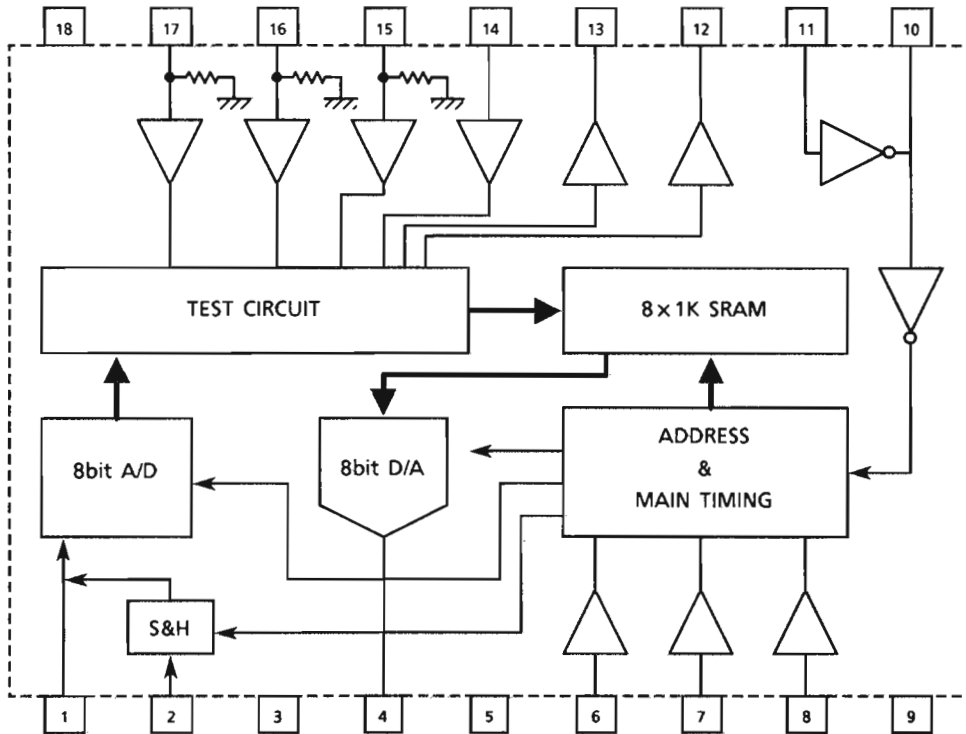 18 17 16 15 14 13 12 11 10
TEST CIRCUIT
8×1K SRAM
8bit A/D
8bit D/A
ADDRESS
&
MAIN TIMING
S&H
1 2 3 4 5 6 7 8 9